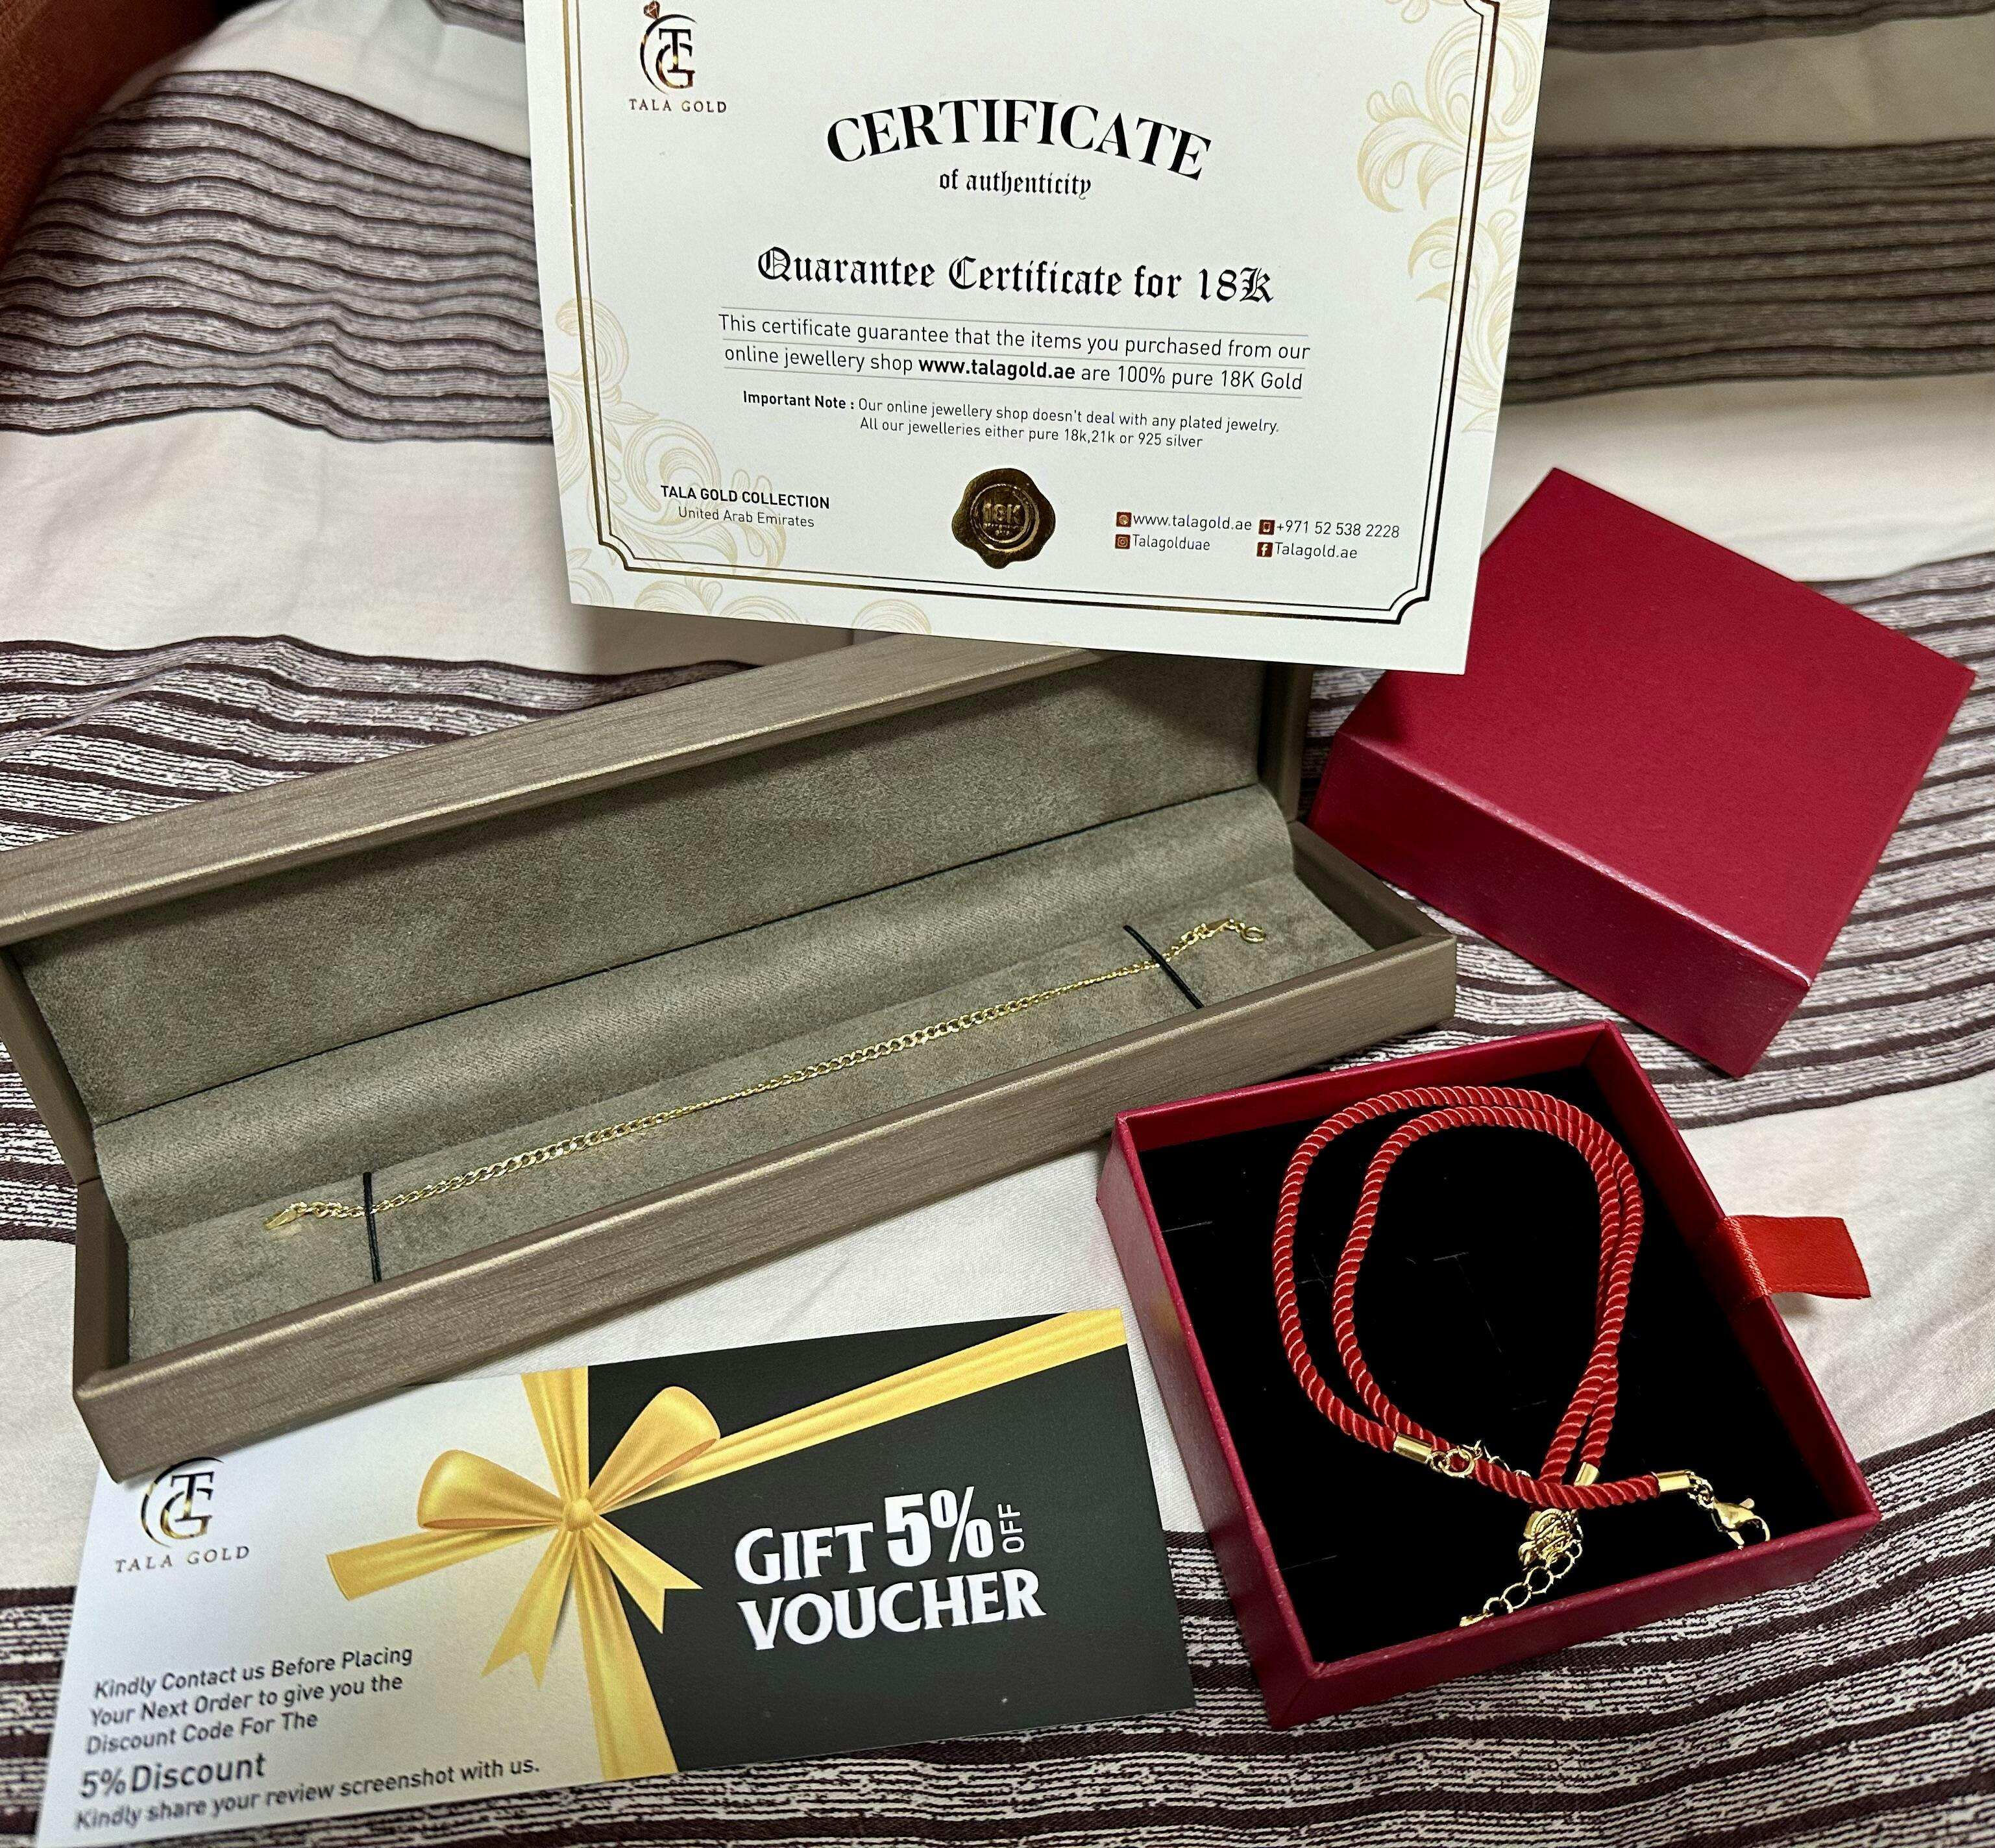 TG
TALA GOLD
CERTIFICATE
of authenticity
Quarantee Certificate for 18K
This certificate guarantee that the items you purchased from our
online jewellery shop www.talagold.ae are 100% pure 18K Gold
Important Note : Our online jewellery shop doesn't deal with any plated jewelry.
All our jewelleries either pure 18k,21k or 925 silver
TALA GOLD COLLECTION
United Arab Emirates
18K
www.talagold.ae +971 52 538 2228
Talagolduae Talagold.ae
TG
TALA GOLD
GIFT 5% OFF
VOUCHER
Kindly Contact us Before Placing
Your Next Order to give you the
Discount Code For The
5% Discount
Kindly share your review screenshot with us.